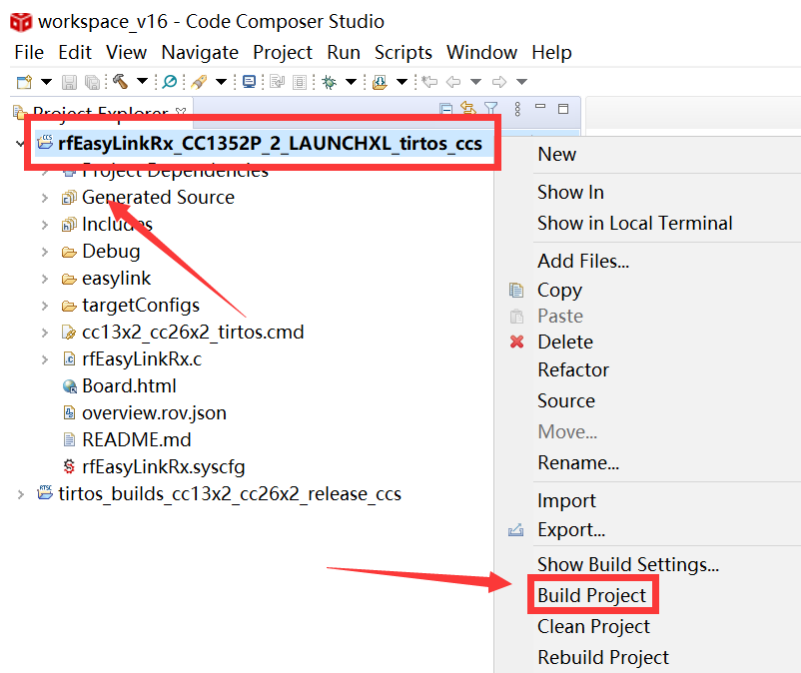 workspace_v16 - Code Composer Studio
File Edit View Navigate Project Run Scripts Window Help
Project Explorer
rfEasyLinkRx_CC1352P_2_LAUNCHXL_tirtos_ccs
Project Dependencies
Generated Source
Includes
Debug
easylink
targetConfigs
cc13x2_cc26x2_tirtos.cmd
rfEasyLinkRx.c
Board.html
overview.rov.json
README.md
rfEasyLinkRx.syscfg
tirtos_builds_cc13x2_cc26x2_release_ccs
New
Show In
Show in Local Terminal
Add Files...
Copy
Paste
Delete
Refactor
Source
Move...
Rename...
Import
Export...
Show Build Settings...
Build Project
Clean Project
Rebuild Project